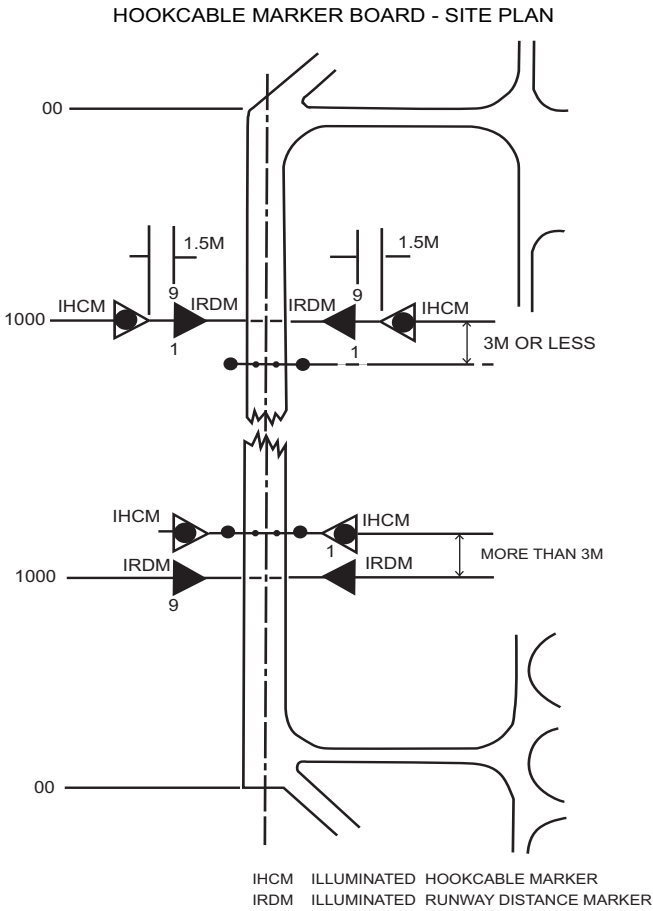 HOOKCABLE MARKER BOARD - SITE PLAN
00
1.5M 1.5M
9 9
IHCM IRDM IRDM IHCM
1000
1 1
3M OR LESS
IHCM IHCM
1
MORE THAN 3M
IRDM IRDM
1000
9
00
IHCM ILLUMINATED HOOKCABLE MARKER
IRDM ILLUMINATED RUNWAY DISTANCE MARKER